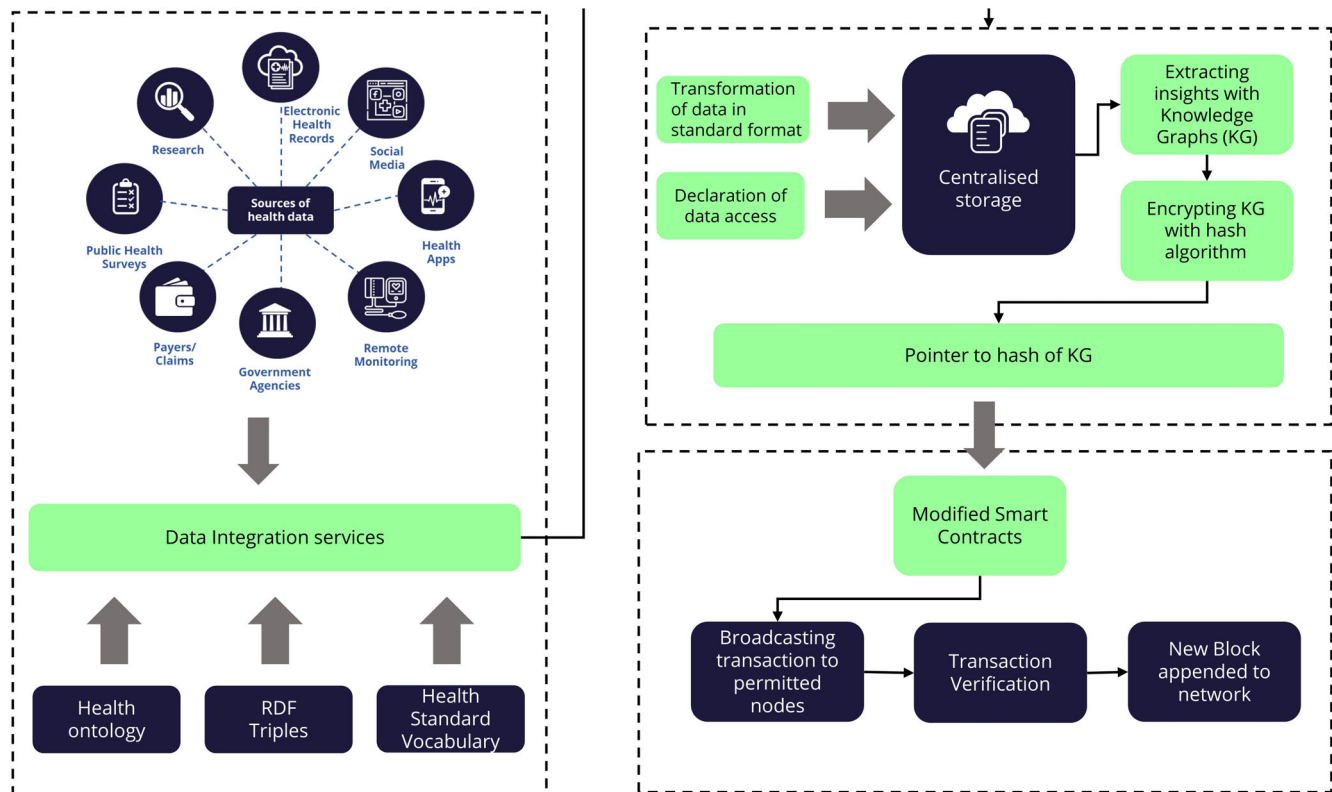 Research
Electronic
Health
Records
Social
Media
Sources of
health data
Public Health
Surveys
Health
Apps
Payers/
Claims
Government
Agencies
Remote
Monitoring
Data Integration services
Health
ontology
RDF
Triples
Health
Standard
Vocabulary
Transformation
of data in
standard format
Declaration of
data access
Centralised
storage
Extracting
insights with
Knowledge
Graphs (KG)
Encrypting KG
with hash
algorithm
Pointer to hash of KG
Modified Smart
Contracts
Broadcasting
transaction to
permitted
nodes
Transaction
Verification
New Block
appended to
network